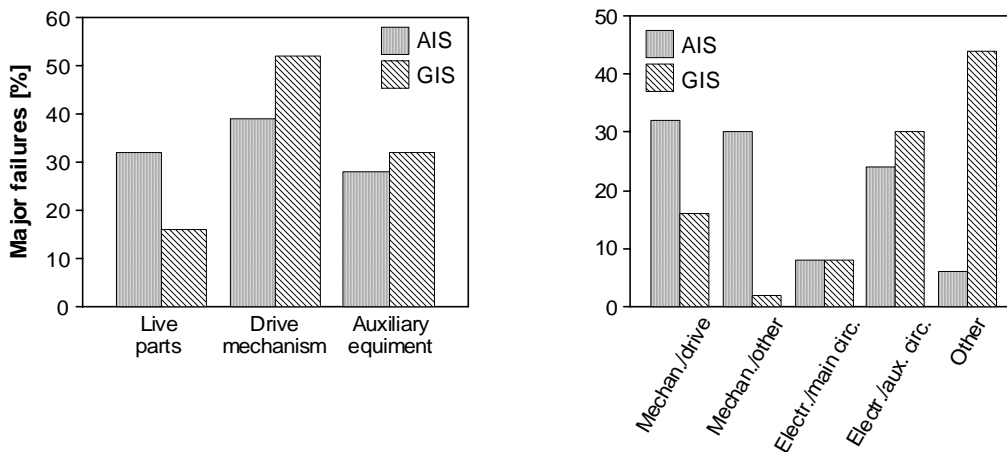 Major failures [%]
60
50
40
30
20
10
0
AIS
GIS
Live
parts
Drive
mechanism
Auxiliary
equiment
50
40
30
20
10
0
AIS
GIS
Mechan./drive
Mechan./other
Electr./main circ.
Electr./aux. circ.
Other